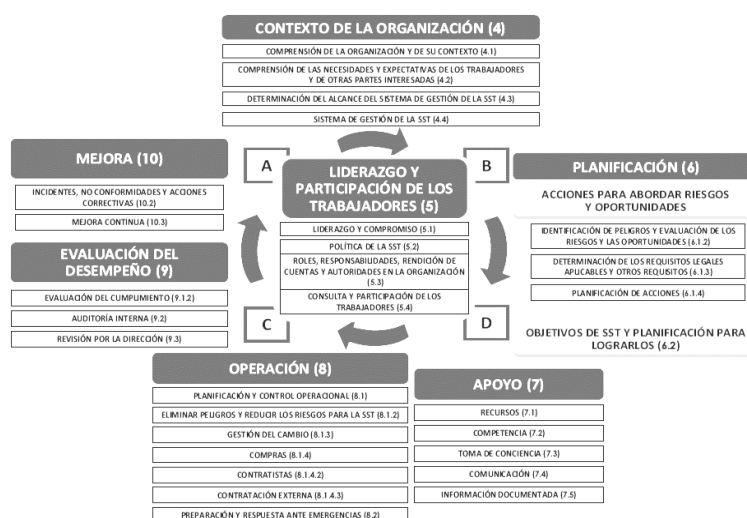 CONTEXTO DE LA ORGANIZACIÓN (4)
COMPRENSIÓN DE LA ORGANIZACIÓN Y DE SU CONTEXTO (4.1)
COMPRENSIÓN DE LAS NECESIDADES Y EXPECTATIVAS DE LOS TRABAJADORES
Y DE OTRAS PARTES INTERESADAS (4.2)
DETERMINACIÓN DEL ALCANCE DEL SISTEMA DE GESTIÓN DE LA SST (4.3)
SISTEMA DE GESTIÓN DE LA SST (4.4)
MEJORA (10)
INCIDENTES, NO CONFORMIDADES Y ACCIONES
CORRECTIVAS (10.2)
MEJORA CONTINUA (10.3)
EVALUACIÓN DEL
DESEMPEÑO (9)
EVALUACIÓN DEL CUMPLIMIENTO (9.1.2)
AUDITORÍA INTERNA (9.2)
REVISIÓN POR LA DIRECCIÓN (9.3)
A
B
C
D
LIDERAZGO Y
PARTICIPACIÓN DE LOS
TRABAJADORES (5)
LIDERAZGO Y COMPROMISO (5.1)
POLÍTICA DE LA SST (5.2)
ROLES, RESPONSABILIDADES, RENDICIÓN DE
CUENTAS Y AUTORIDADES EN LA ORGANIZACIÓN
(5.3)
CONSULTA Y PARTICIPACIÓN DE LOS
TRABAJADORES (5.4)
PLANIFICACIÓN (6)
ACCIONES PARA ABORDAR RIESGOS
Y OPORTUNIDADES
IDENTIFICACIÓN DE PELIGROS Y EVALUACIÓN DE LOS
RIESGOS Y LAS OPORTUNIDADES (6.1.2)
DETERMINACIÓN DE LOS REQUISITOS LEGALES
APLICABLES Y OTROS REQUISITOS (6.1.3)
PLANIFICACIÓN DE ACCIONES (6.1.4)
OBJETIVOS DE SST Y PLANIFICACIÓN PARA
LOGRARLOS (6.2)
OPERACIÓN (8)
PLANIFICACIÓN Y CONTROL OPERACIONAL (8.1)
ELIMINAR PELIGROS Y REDUCIR LOS RIESGOS PARA LA SST (8.1.2)
GESTIÓN DEL CAMBIO (8.1.3)
COMPRAS (8.1.4)
CONTRATISTAS (8.1.4.2)
CONTRATACIÓN EXTERNA (8.1.4.3)
PREPARACIÓN Y RESPUESTA ANTE EMERGENCIAS (8.2)
APOYO (7)
RECURSOS (7.1)
COMPETENCIA (7.2)
TOMA DE CONCIENCIA (7.3)
COMUNICACIÓN (7.4)
INFORMACIÓN DOCUMENTADA (7.5)